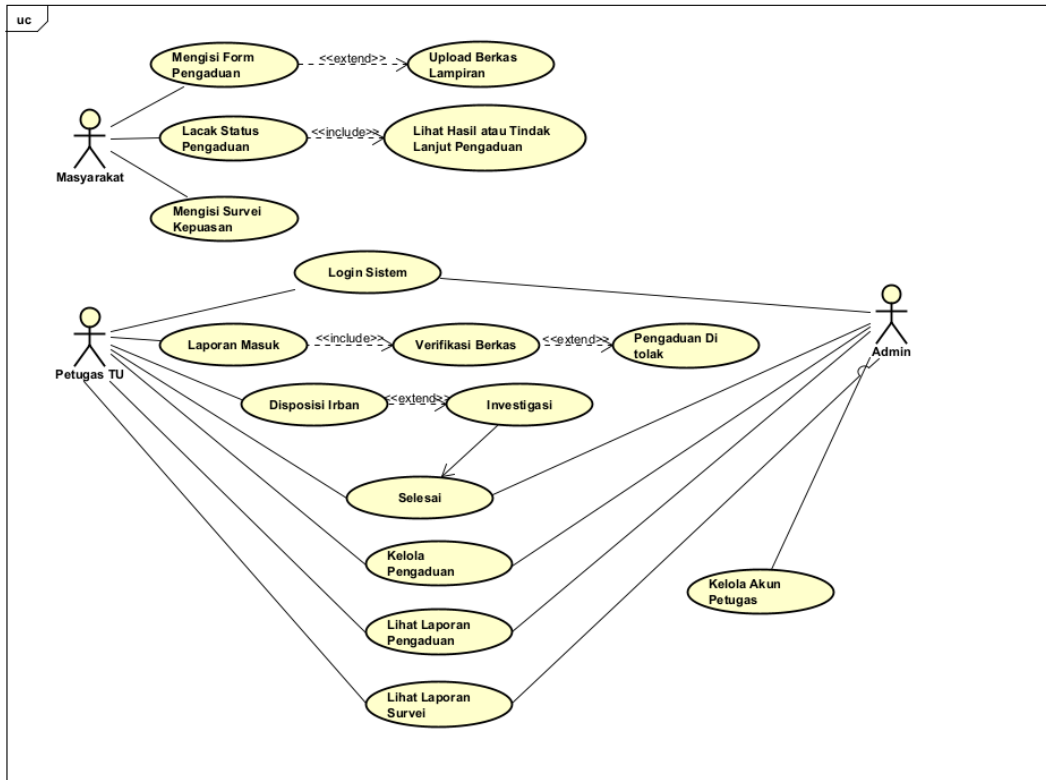 uc
Mengisi Form
Pengaduan
<<extend>>
Upload Berkas
Lampiran
Lacak Status
Pengaduan
<<include>>
Lihat Hasil atau Tindak
Lanjut Pengaduan
Masyarakat
Mengisi Survei
Kepuasan
Login Sistem
Petugas TU
Laporan Masuk
<<include>>
Verifikasi Berkas
<<extend>>
Pengaduan Di
tolak
Admin
Disposisi Irban
<<extend>>
Investigasi
Selesai
Kelola
Pengaduan
Kelola Akun
Petugas
Lihat Laporan
Pengaduan
Lihat Laporan
Survei